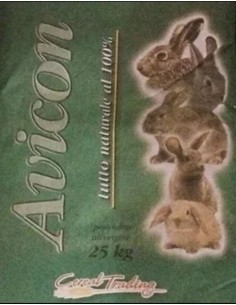 Avicon
tutto naturale al 100%
25 kg
Cereal Trading